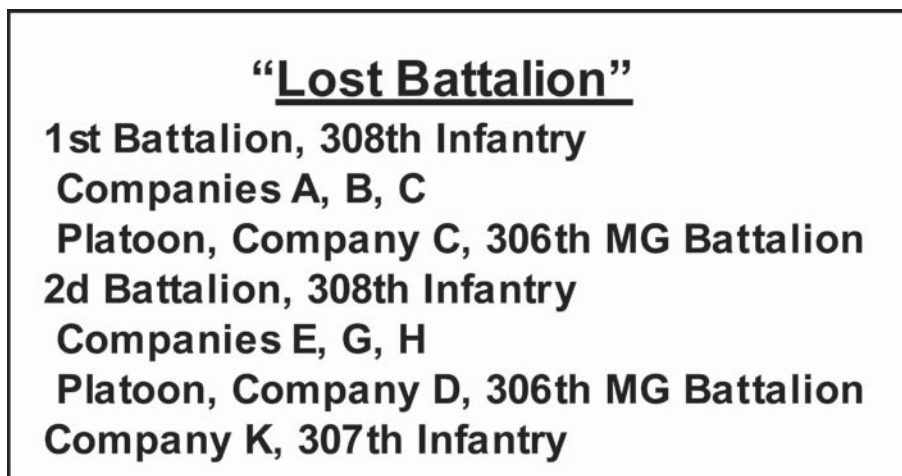 “Lost Battalion”
1st Battalion, 308th Infantry
Companies A, B, C
Platoon, Company C, 306th MG Battalion
2d Battalion, 308th Infantry
Companies E, G, H
Platoon, Company D, 306th MG Battalion
Company K, 307th Infantry